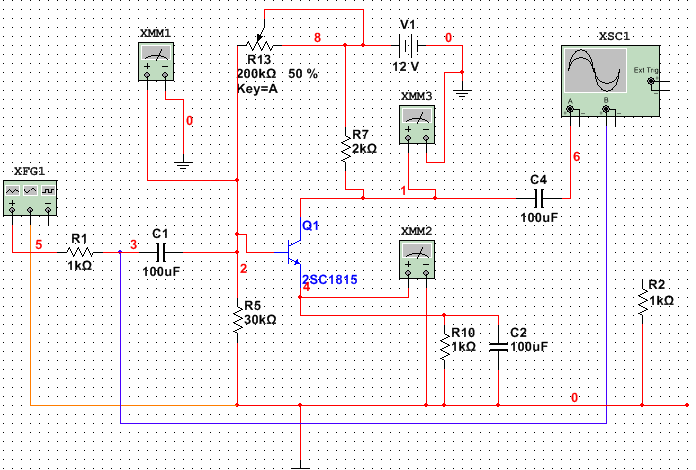 8
V1
0
XSC1
XMM1
R13
200kΩ 50 %
Key=A
12 V
Ext Trg
+
XMM3
A
B
0
R7
2kΩ
6
XFG1
1
C4
100uF
Q1
5
R1
1kΩ
3
C1
100uF
2
XMM2
2SC1815
4
R2
1kΩ
R5
30kΩ
R10
1kΩ
C2
100uF
0